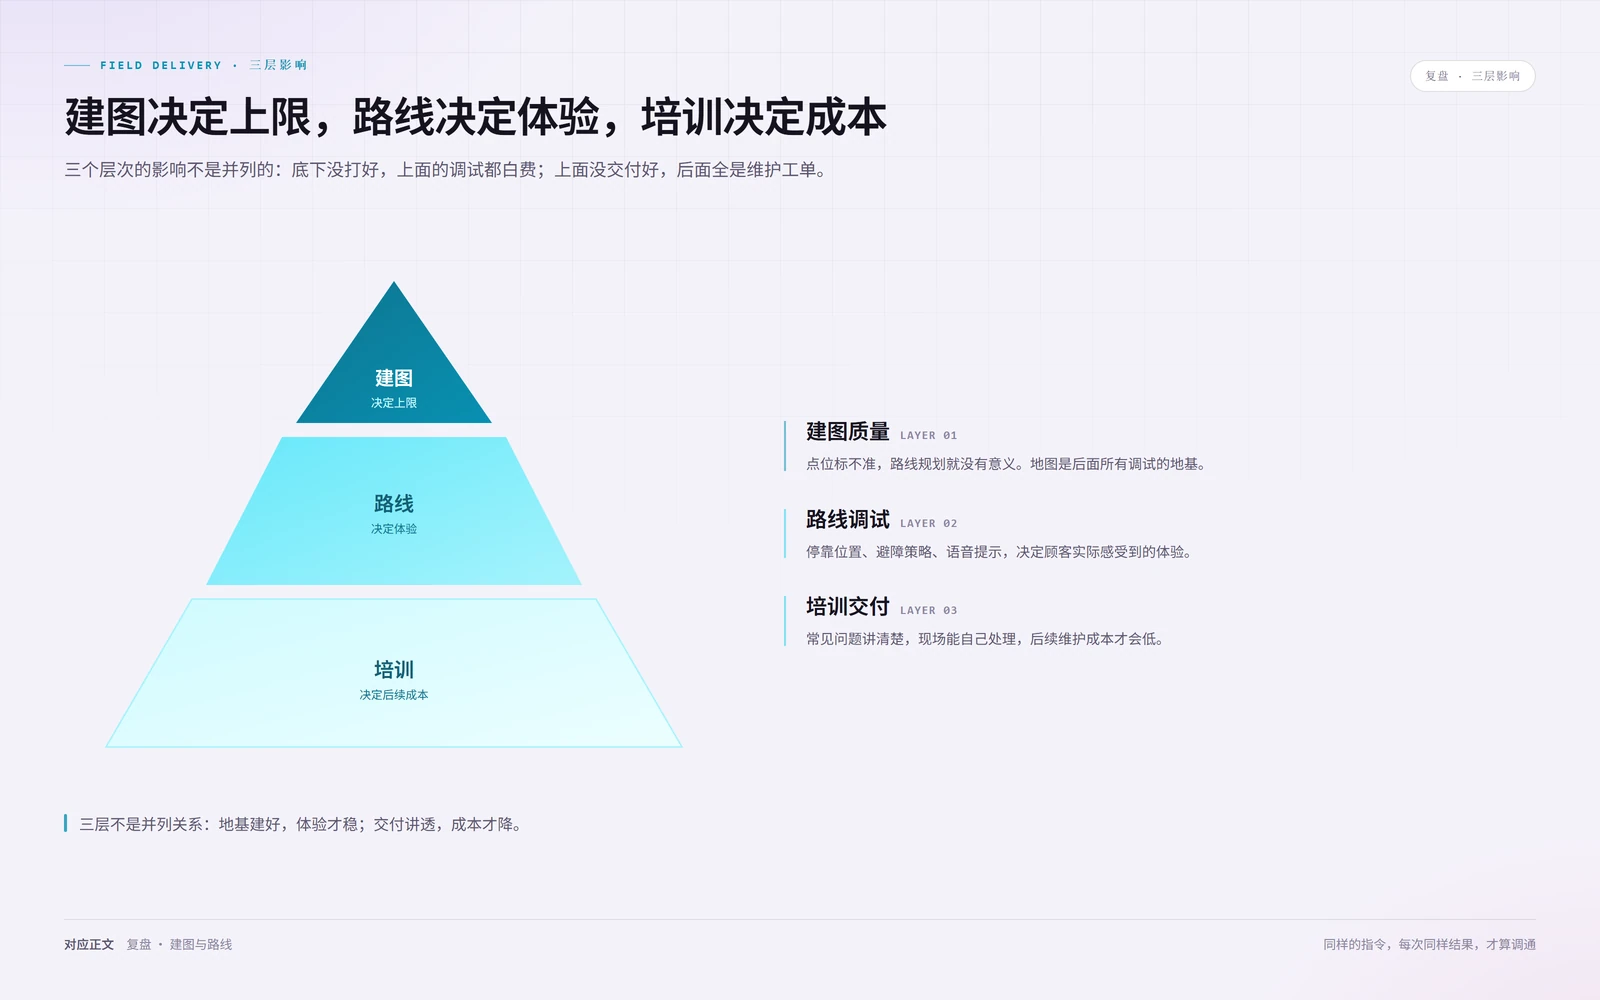 FIELD DELIVERY · 三层影响
复盘 · 三层影响
建图决定上限，路线决定体验，培训决定成本
三个层次的影响不是并列的：底下没打好，上面的调试都白费；上面没交付好，后面全是维护工单。
建图
决定上限
路线
决定体验
培训
决定后续成本
建图质量 LAYER 01
点位标不准，路线规划就没有意义。地图是后面所有调试的地基。
路线调试 LAYER 02
停靠位置、避障策略、语音提示，决定顾客实际感受到的体验。
培训交付 LAYER 03
常见问题讲清楚，现场能自己处理，后续维护成本才会低。
三层不是并列关系：地基建好，体验才稳；交付讲透，成本才降。
对应正文 复盘 · 建图与路线
同样的指令，每次同样结果，才算调通